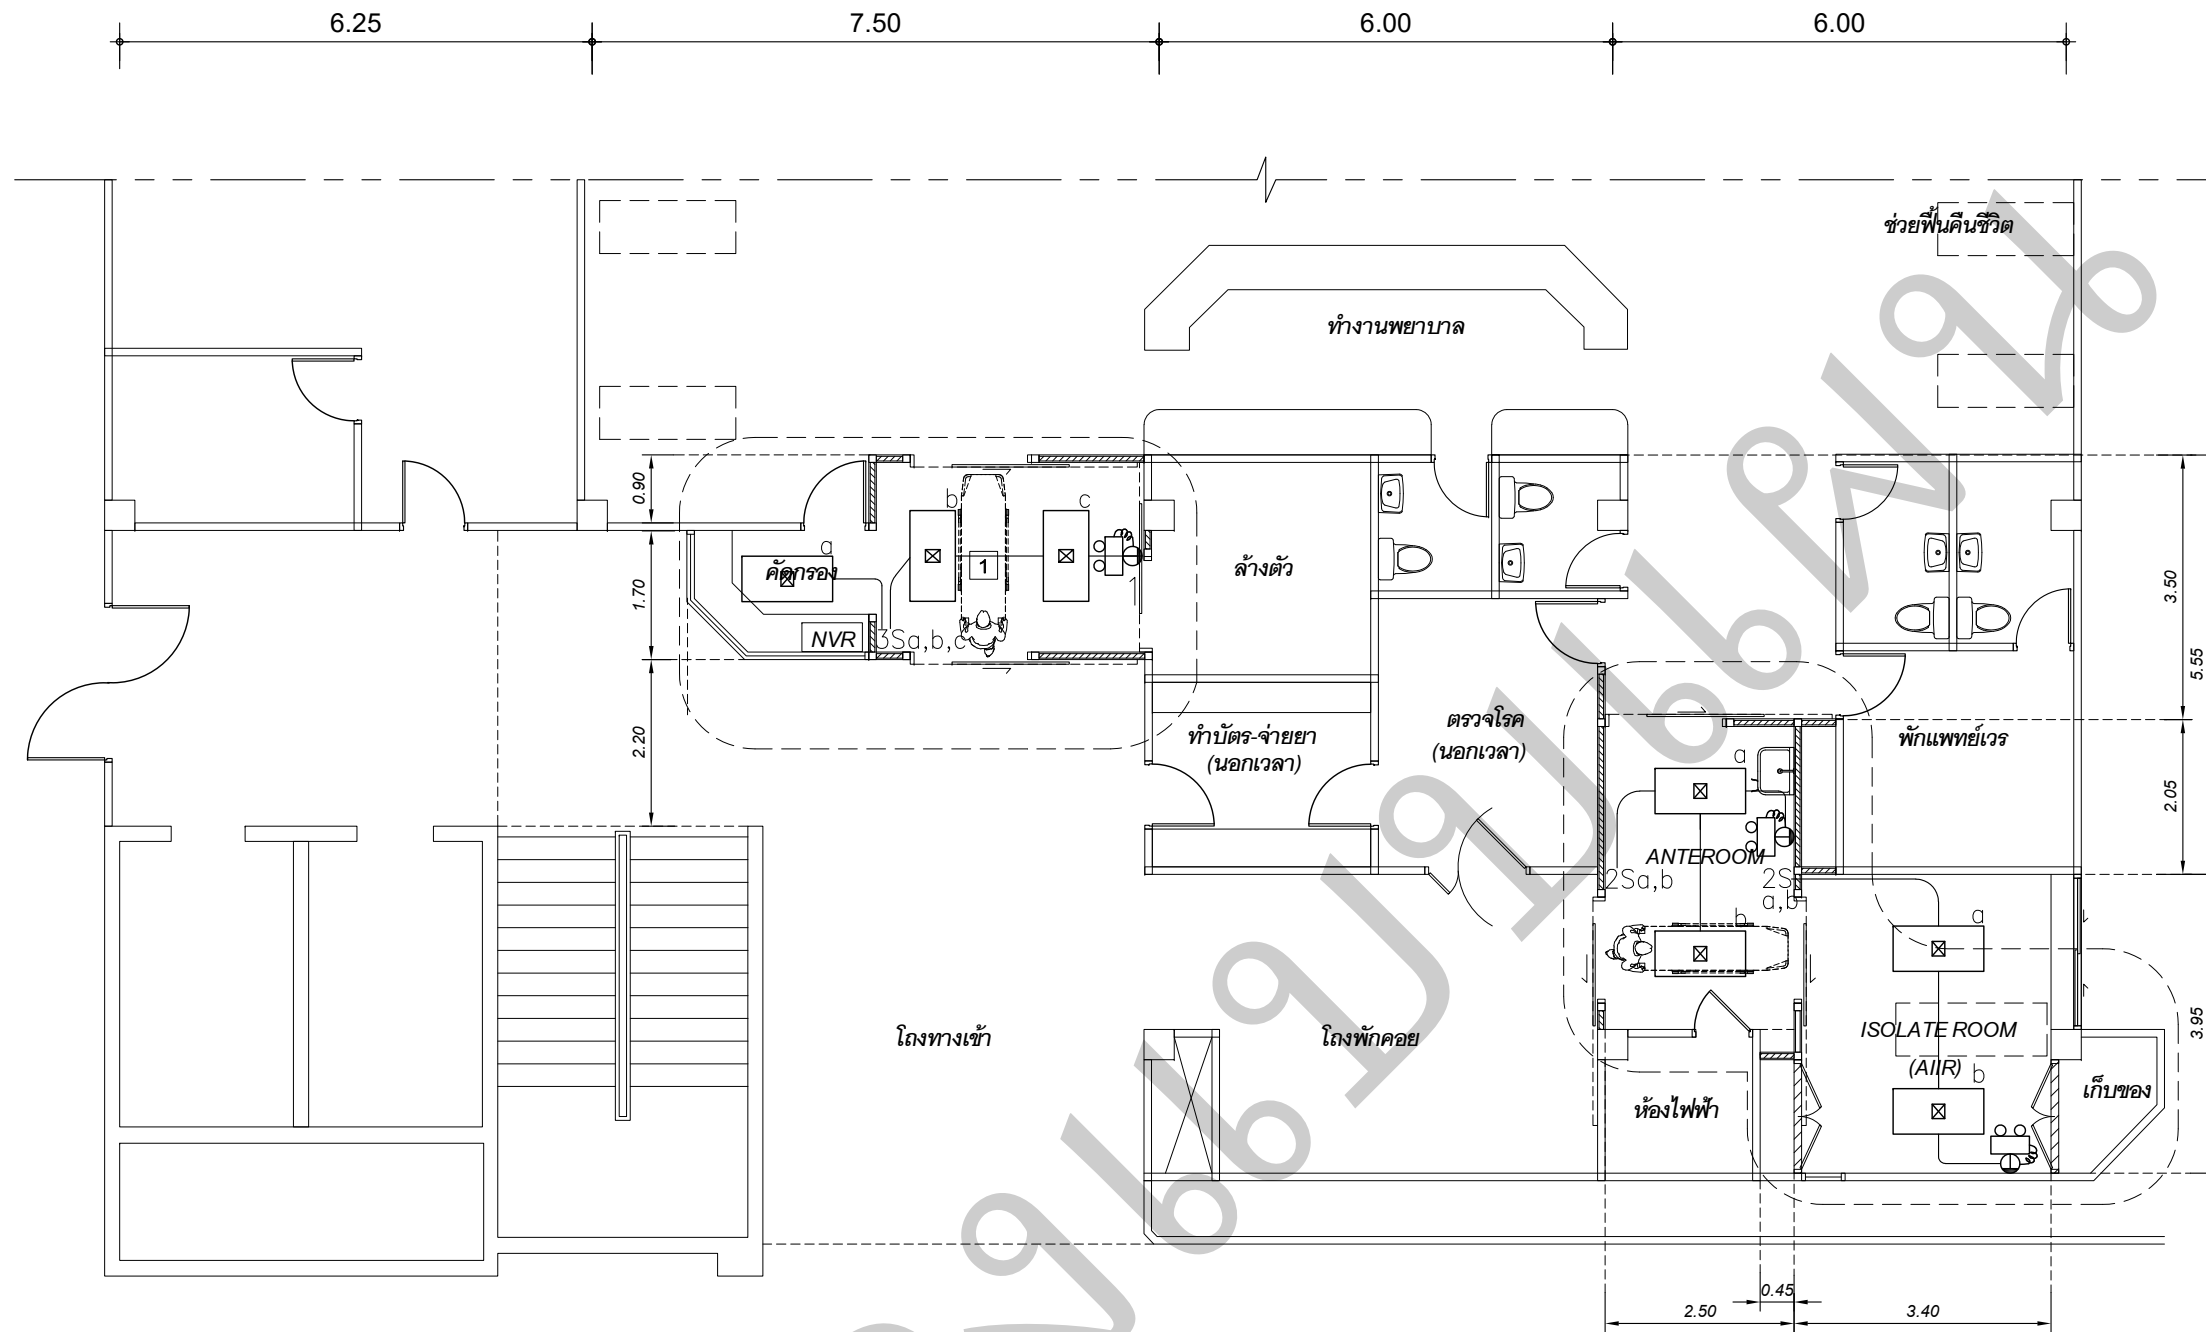 6.25 7.50 6.00 6.00
ช่วยฟื้นคืนชีวิต
ทำงานพยาบาล
0.90
b c
a
คัดกรอง
1
1
ล้างตัว
1.70
3.50
NVR
3Sa,b,c
5.55
2.20
ทำบัตร-จ่ายยา
(นอกเวลา)
ตรวจโรค
(นอกเวลา)
พักแพทย์เวร
a
2.05
ANTEROOM
2Sa,b
2S
a,b
b
a
โถงทางเข้า
โถงพักคอย
ISOLATE ROOM
(AIIR)
3.95
b
ห้องไฟฟ้า
เก็บของ
0.45
2.50
3.40